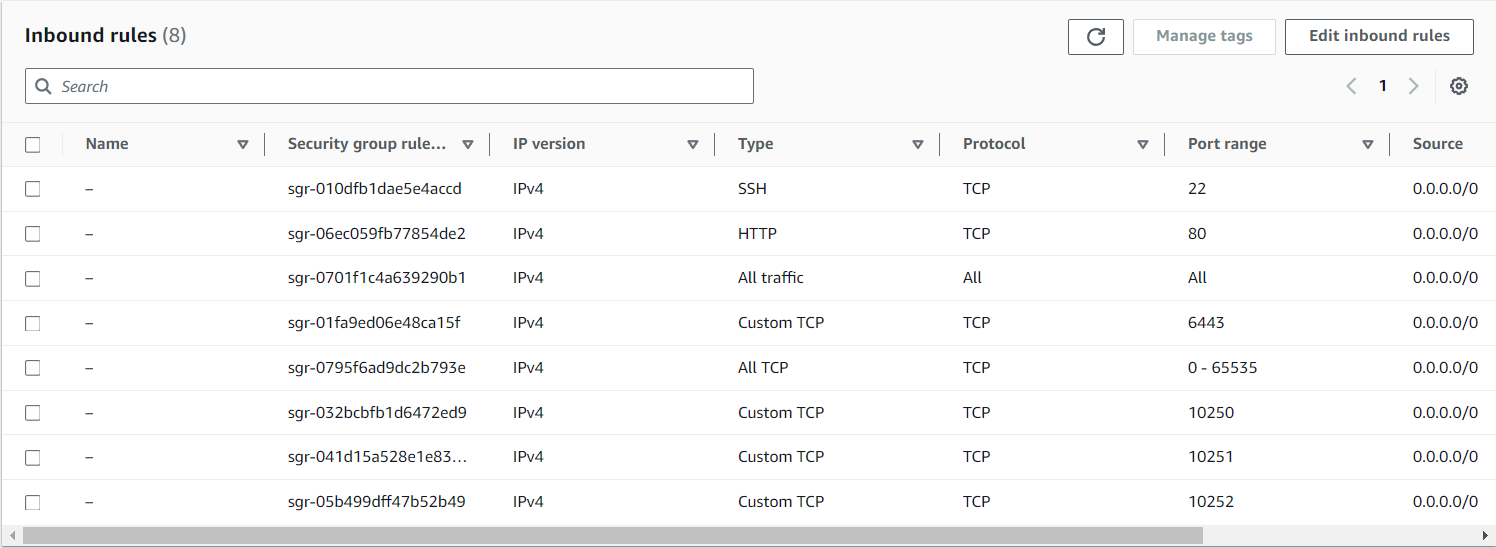 Inbound rules (8)
Manage tags
Edit inbound rules
Search
1
Name Security group rule... IP version Type Protocol Port range Source
– sgr-010dfb1dae5e4accd IPv4 SSH TCP 22 0.0.0.0/0
– sgr-06ec059fb77854de2 IPv4 HTTP TCP 80 0.0.0.0/0
– sgr-0701f1c4a639290b1 IPv4 All traffic All All 0.0.0.0/0
– sgr-01fa9ed06e48ca15f IPv4 Custom TCP TCP 6443 0.0.0.0/0
– sgr-0795f6ad9dc2b793e IPv4 All TCP TCP 0 - 65535 0.0.0.0/0
– sgr-032bcbfb1d6472ed9 IPv4 Custom TCP TCP 10250 0.0.0.0/0
– sgr-041d15a528e1e83... IPv4 Custom TCP TCP 10251 0.0.0.0/0
– sgr-05b499dff47b52b49 IPv4 Custom TCP TCP 10252 0.0.0.0/0